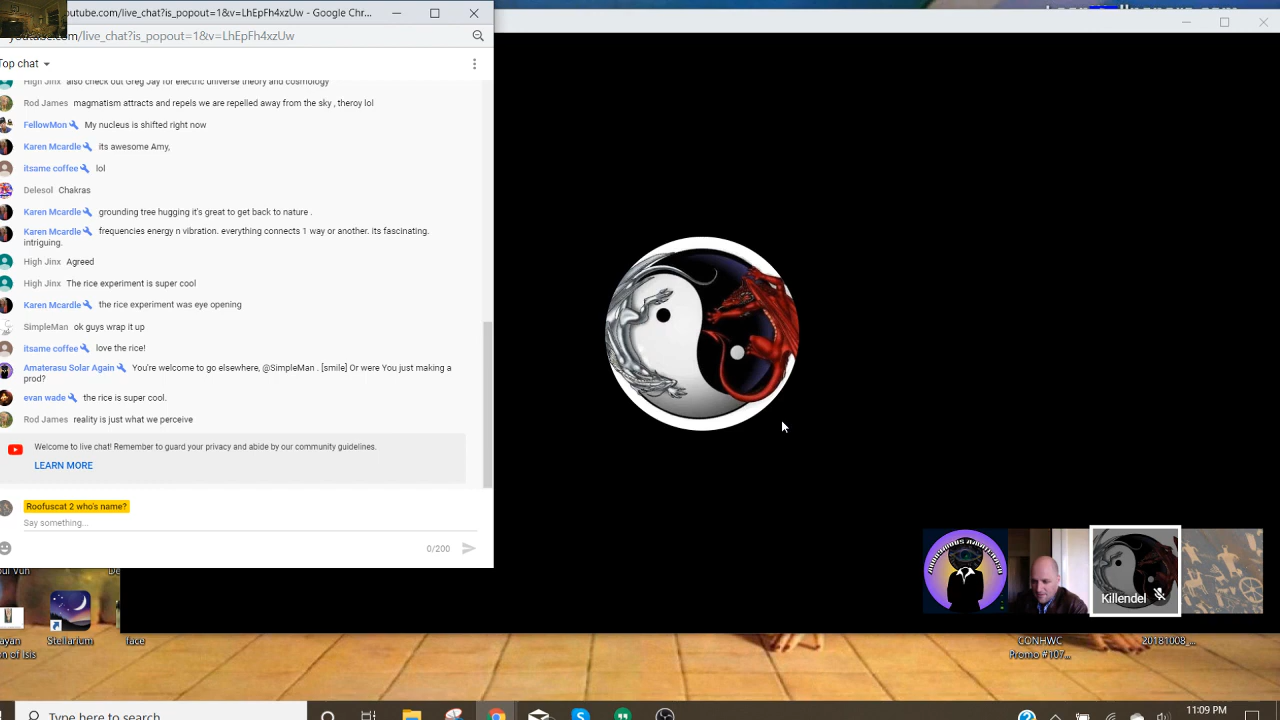 youtube.com/live_chat?is_popout=1&v=LhEpFh4xzUw - Google Chr...
youtube.com/live_chat?is_popout=1&v=LhEpFh4xzUw
Top chat
High Jinx also check out Greg Jay for electric universe theory and cosmology
Rod James magmatism attracts and repels we are repelled away from the sky , theroy lol
FellowMon My nucleus is shifted right now
Karen Mcardle its awesome Amy,
itsame coffee lol
Delesol Chakras
Karen Mcardle grounding tree hugging it's great to get back to nature .
Karen Mcardle frequencies energy n vibration. everything connects 1 way or another. its fascinating.
intriguing.
High Jinx Agreed
High Jinx The rice experiment is super cool
Karen Mcardle the rice experiment was eye opening
SimpleMan ok guys wrap it up
itsame coffee love the rice!
Amaterasu Solar Again You're welcome to go elsewhere, @SimpleMan . [smile] Or were You just making a
prod?
evan wade the rice is super cool.
Rod James reality is just what we perceive
Welcome to live chat! Remember to guard your privacy and abide by our community guidelines.
LEARN MORE
Roofuscat 2 who's name?
Say something...
0/200
Killendel
Stellarium
face
ayan
on of Isis
CONHWC
Promo #107...
20181008_...
Type here to search
11:09 PM